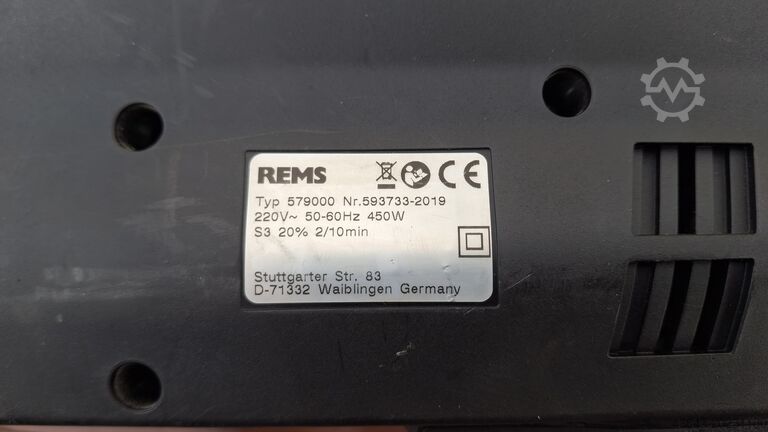 REMS
Typ 579000 Nr.593733-2019
220V~ 50-60Hz 450W
S3 20% 2/10min
Stuttgarter Str. 83
D-71332 Waiblingen Germany